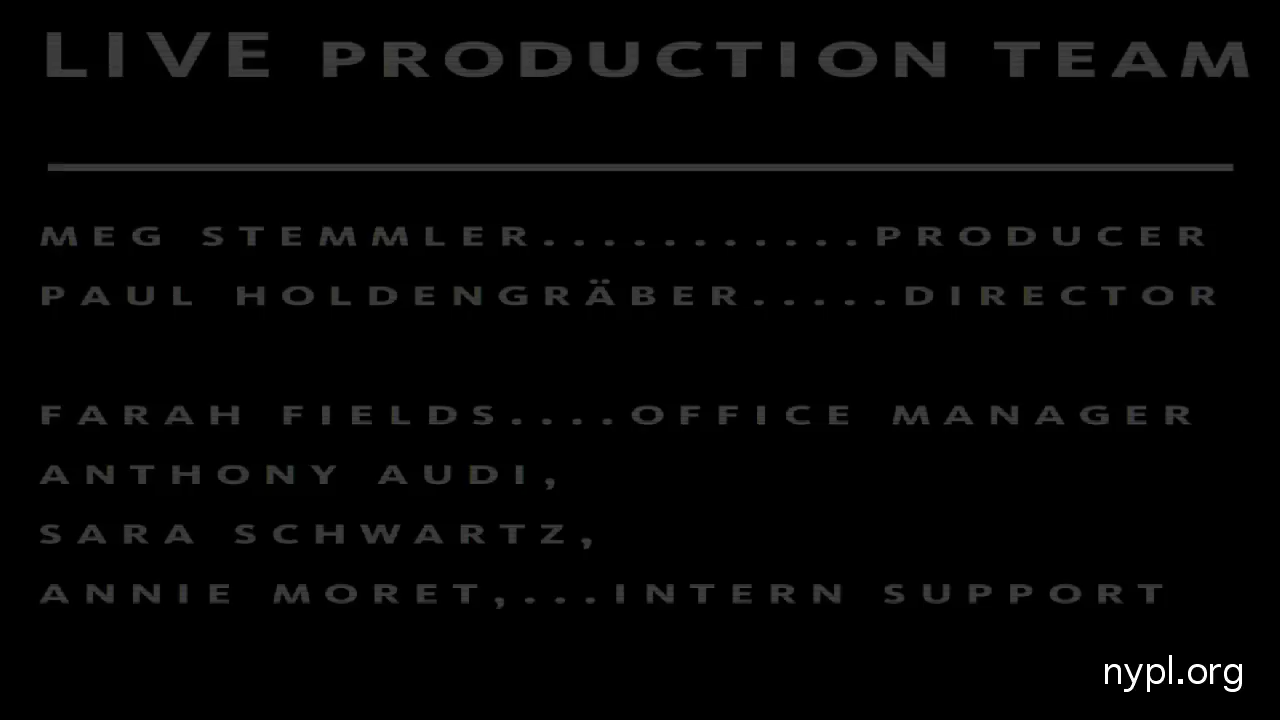 LIVE PRODUCTION TEAM
MEG STEMMLER...........PRODUCER
PAUL HOLDENGRÄBER.....DIRECTOR
FARAH FIELDS....OFFICE MANAGER
ANTHONY AUDI,
SARA SCHWARTZ,
ANNIE MORET,...INTERN SUPPORT
nypl.org